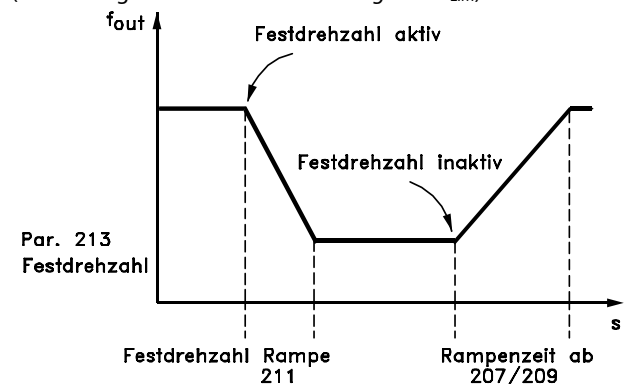 fout
Festdrehzahl aktiv
Festdrehzahl inaktiv
Par. 213
Festdrehzahl
s
Festdrehzahl Rampe
211
Rampenzeit ab
207/209